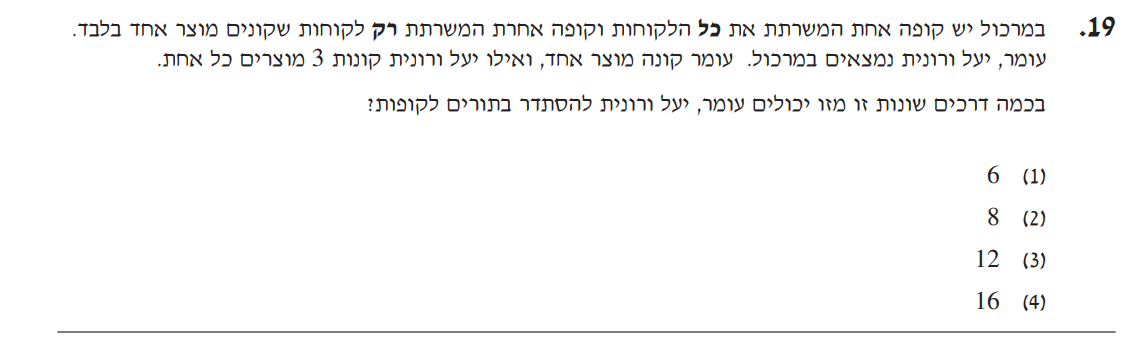 19. במרכול יש קופה אחת המשרתת את כל הלקוחות וקופה אחרת המשרתת רק לקוחות שקונים מוצר אחד בלבד.
עומר, יעל ורונית נמצאים במרכול. עומר קונה מוצר אחד, ואילו יעל ורונית קונות 3 מוצרים כל אחת.
בכמה דרכים שונות זו מזו יכולים עומר, יעל ורונית להסתדר בתורים לקופות?
(1) 6
(2) 8
(3) 12
(4) 16